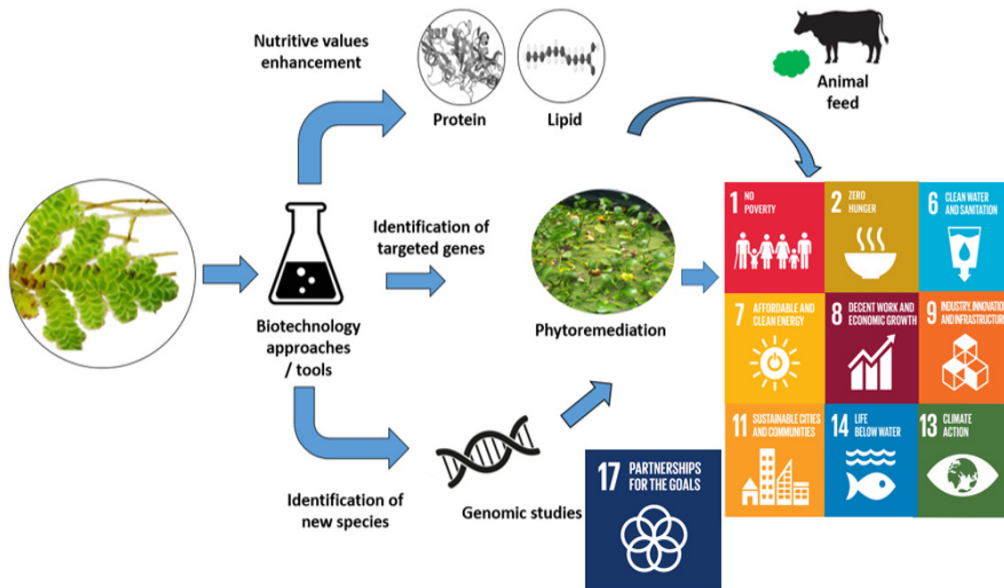 Nutritive values
enhancement
Protein
Lipid
Animal
feed
Identification of
targeted genes
Biotechnology
approaches
/ tools
Phytoremediation
Identification of
new species
Genomic studies
1 NO
POVERTY
2 ZERO
HUNGER
6 CLEAN WATER
AND SANITATION
7 AFFORDABLE AND
CLEAN ENERGY
8 DECENT WORK AND
ECONOMIC GROWTH
9 INDUSTRY, INNOVATION
AND INFRASTRUCTURE
11 SUSTAINABLE CITIES
AND COMMUNITIES
14 LIFE
BELOW WATER
13 CLIMATE
ACTION
17 PARTNERSHIPS
FOR THE GOALS